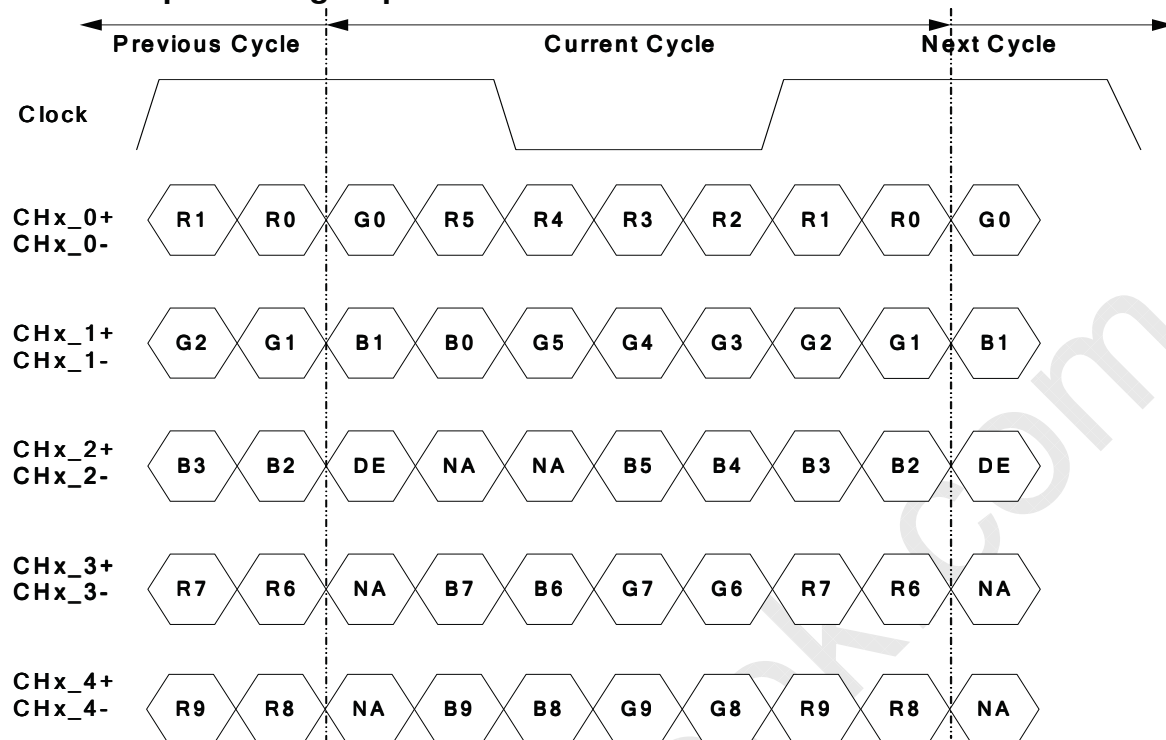 Previous Cycle Current Cycle Next Cycle
Clock
CHx_0+ R1 R0 G0 R5 R4 R3 R2 R1 R0 G0
CHx_0-
CHx_1+ G2 G1 B1 B0 G5 G4 G3 G2 G1 B1
CHx_1-
CHx_2+ B3 B2 DE NA NA B5 B4 B3 B2 DE
CHx_2-
CHx_3+ R7 R6 NA B7 B6 G7 G6 R7 R6 NA
CHx_3-
CHx_4+ R9 R8 NA B9 B8 G9 G8 R9 R8 NA
CHx_4-